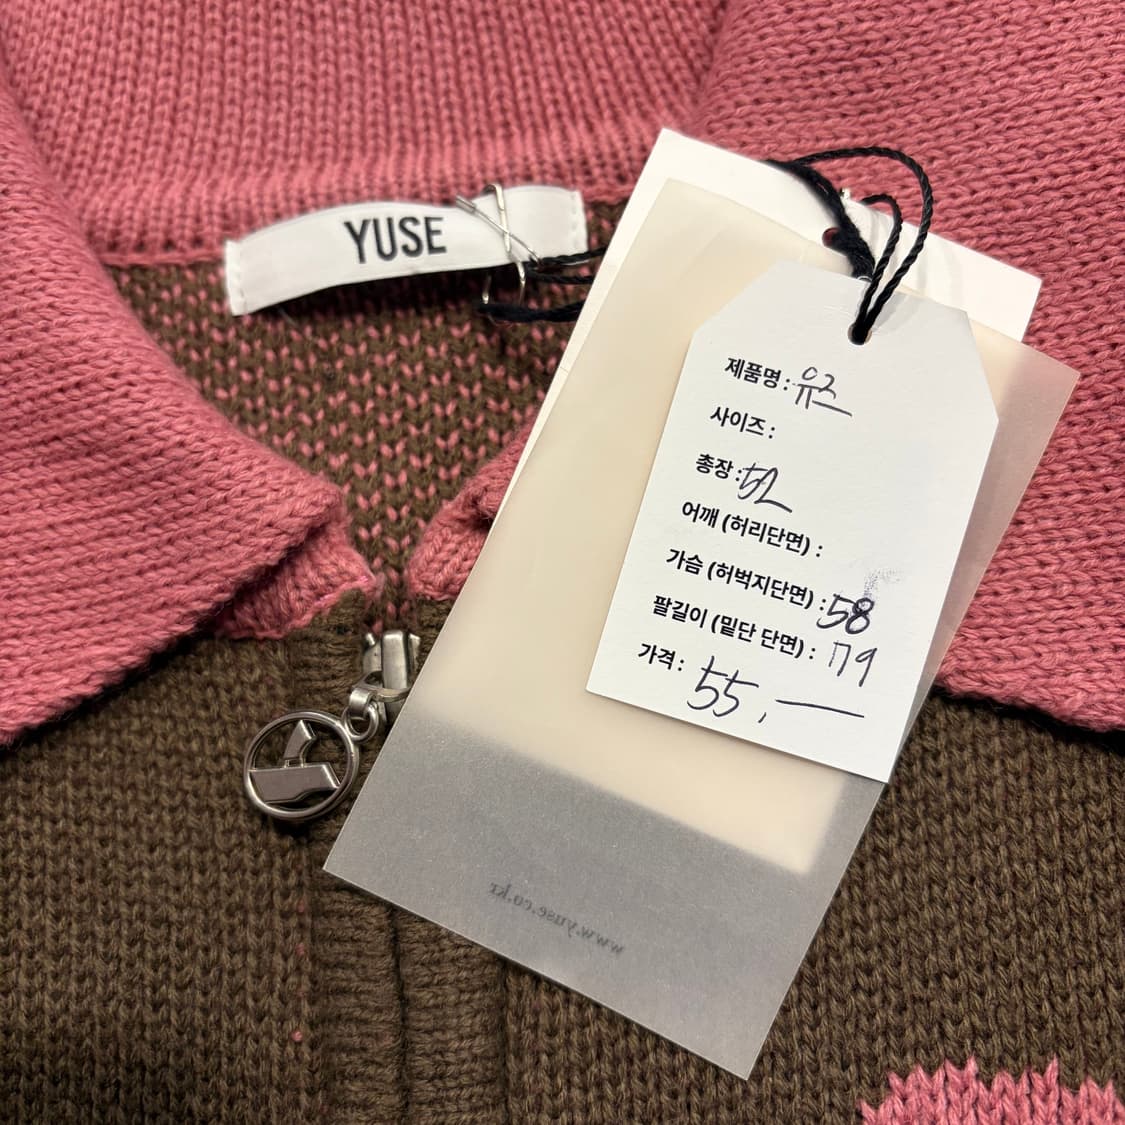 YUSE
제품명 : 유즈
사이즈 :
총장 : 52
어깨 (허리단면) :
가슴 (허벅지단면) : 58
팔길이 (밑단 단면) : 79
가격 : 55,—
www.yuse.co.kr